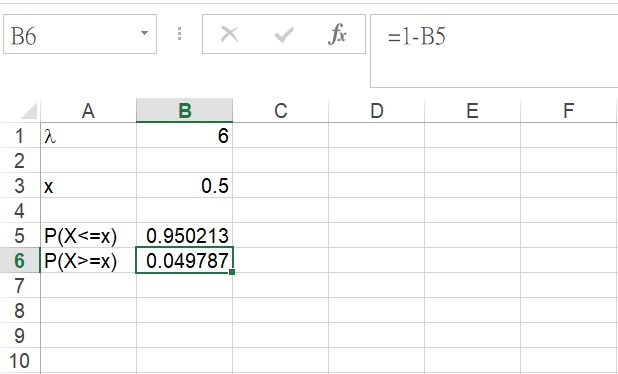 B6 fx =1-B5
A B C D E F
1 λ 6
2
3 x 0.5
4
5 P(X<=x) 0.950213
6 P(X>=x) 0.049787
7
8
9
10